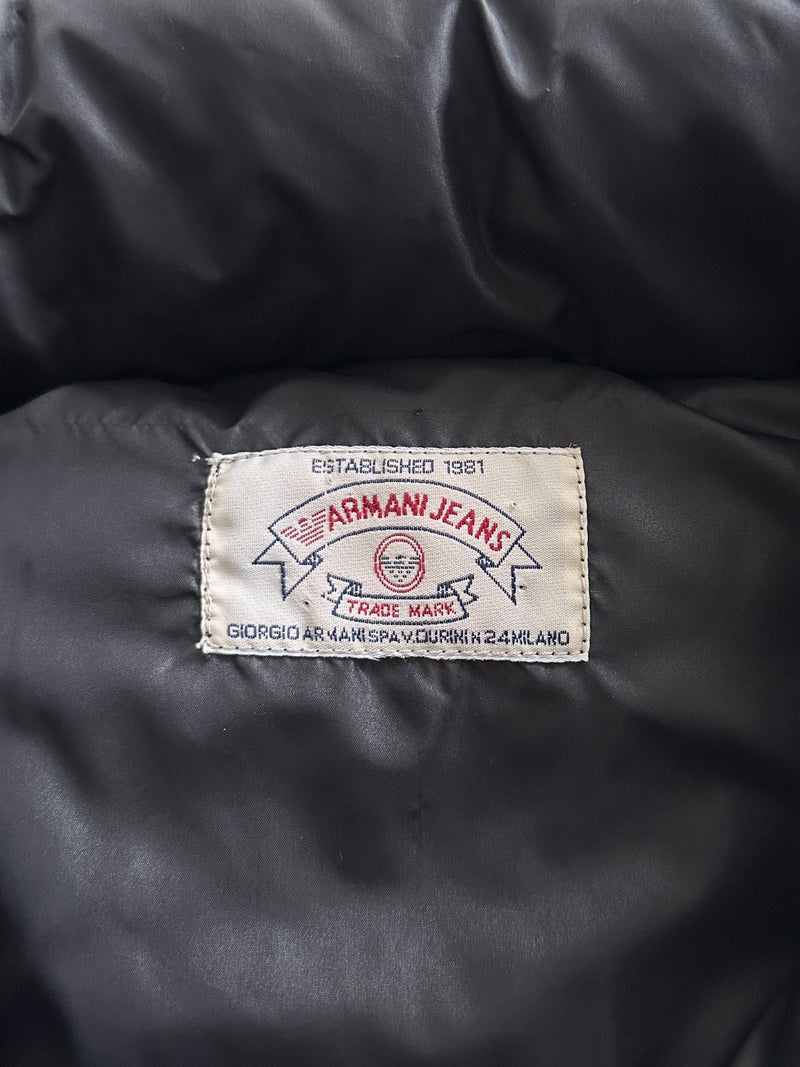 ESTABLISHED 1981
ARMANI JEANS
TRADE MARK
GIORGIO ARMANI SPA V. DURINI N 24 MILANO